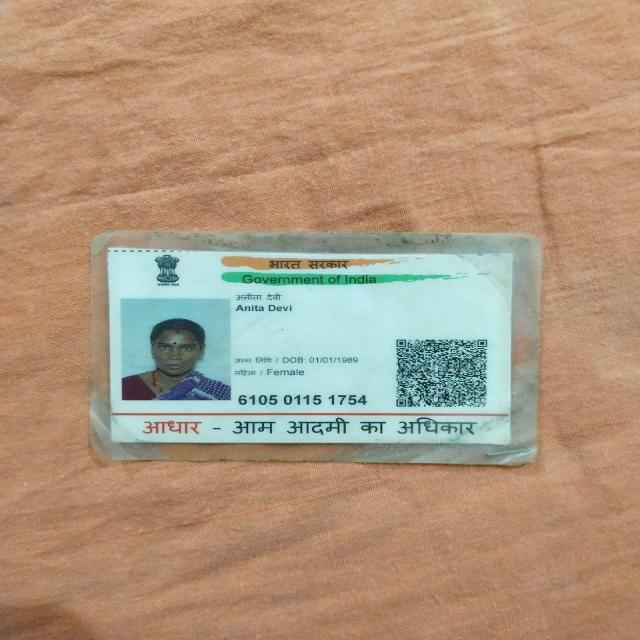 भारत सरकार
Government of India
अनीता देवी
Anita Devi
जन्म तिथि / DOB: 01/01/1989
महिला / Female
6105 0115 1754
आधार - आम आदमी का अधिकार